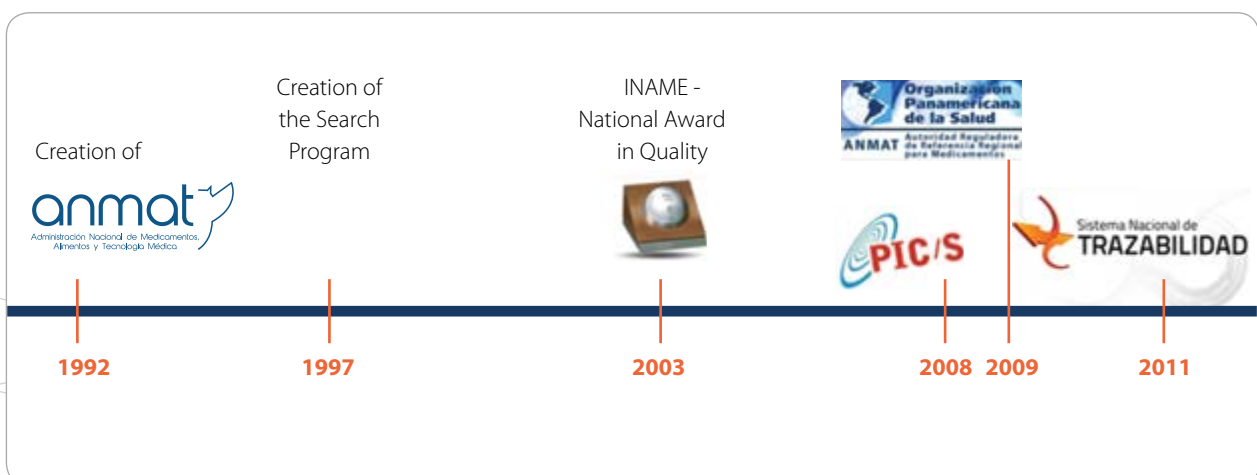 Creation of
anmat
Administración Nacional de Medicamentos,
Alimentos y Tecnología Médica
Creation of
the Search
Program
INAME -
National Award
in Quality
Organización
Panamericana
de la Salud
ANMAT
Autoridad Reguladora
de Referencia Regional
para Medicamentos
PIC/S
Sistema Nacional de
TRAZABILIDAD
1992
1997
2003
2008
2009
2011